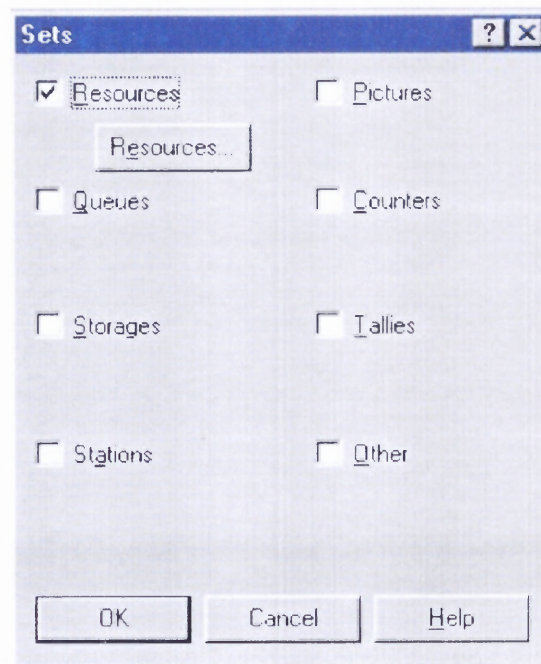 Sets
Resources Pictures
Resources...
Queues Counters
Storages Tallies
Stations Other
OK Cancel Help